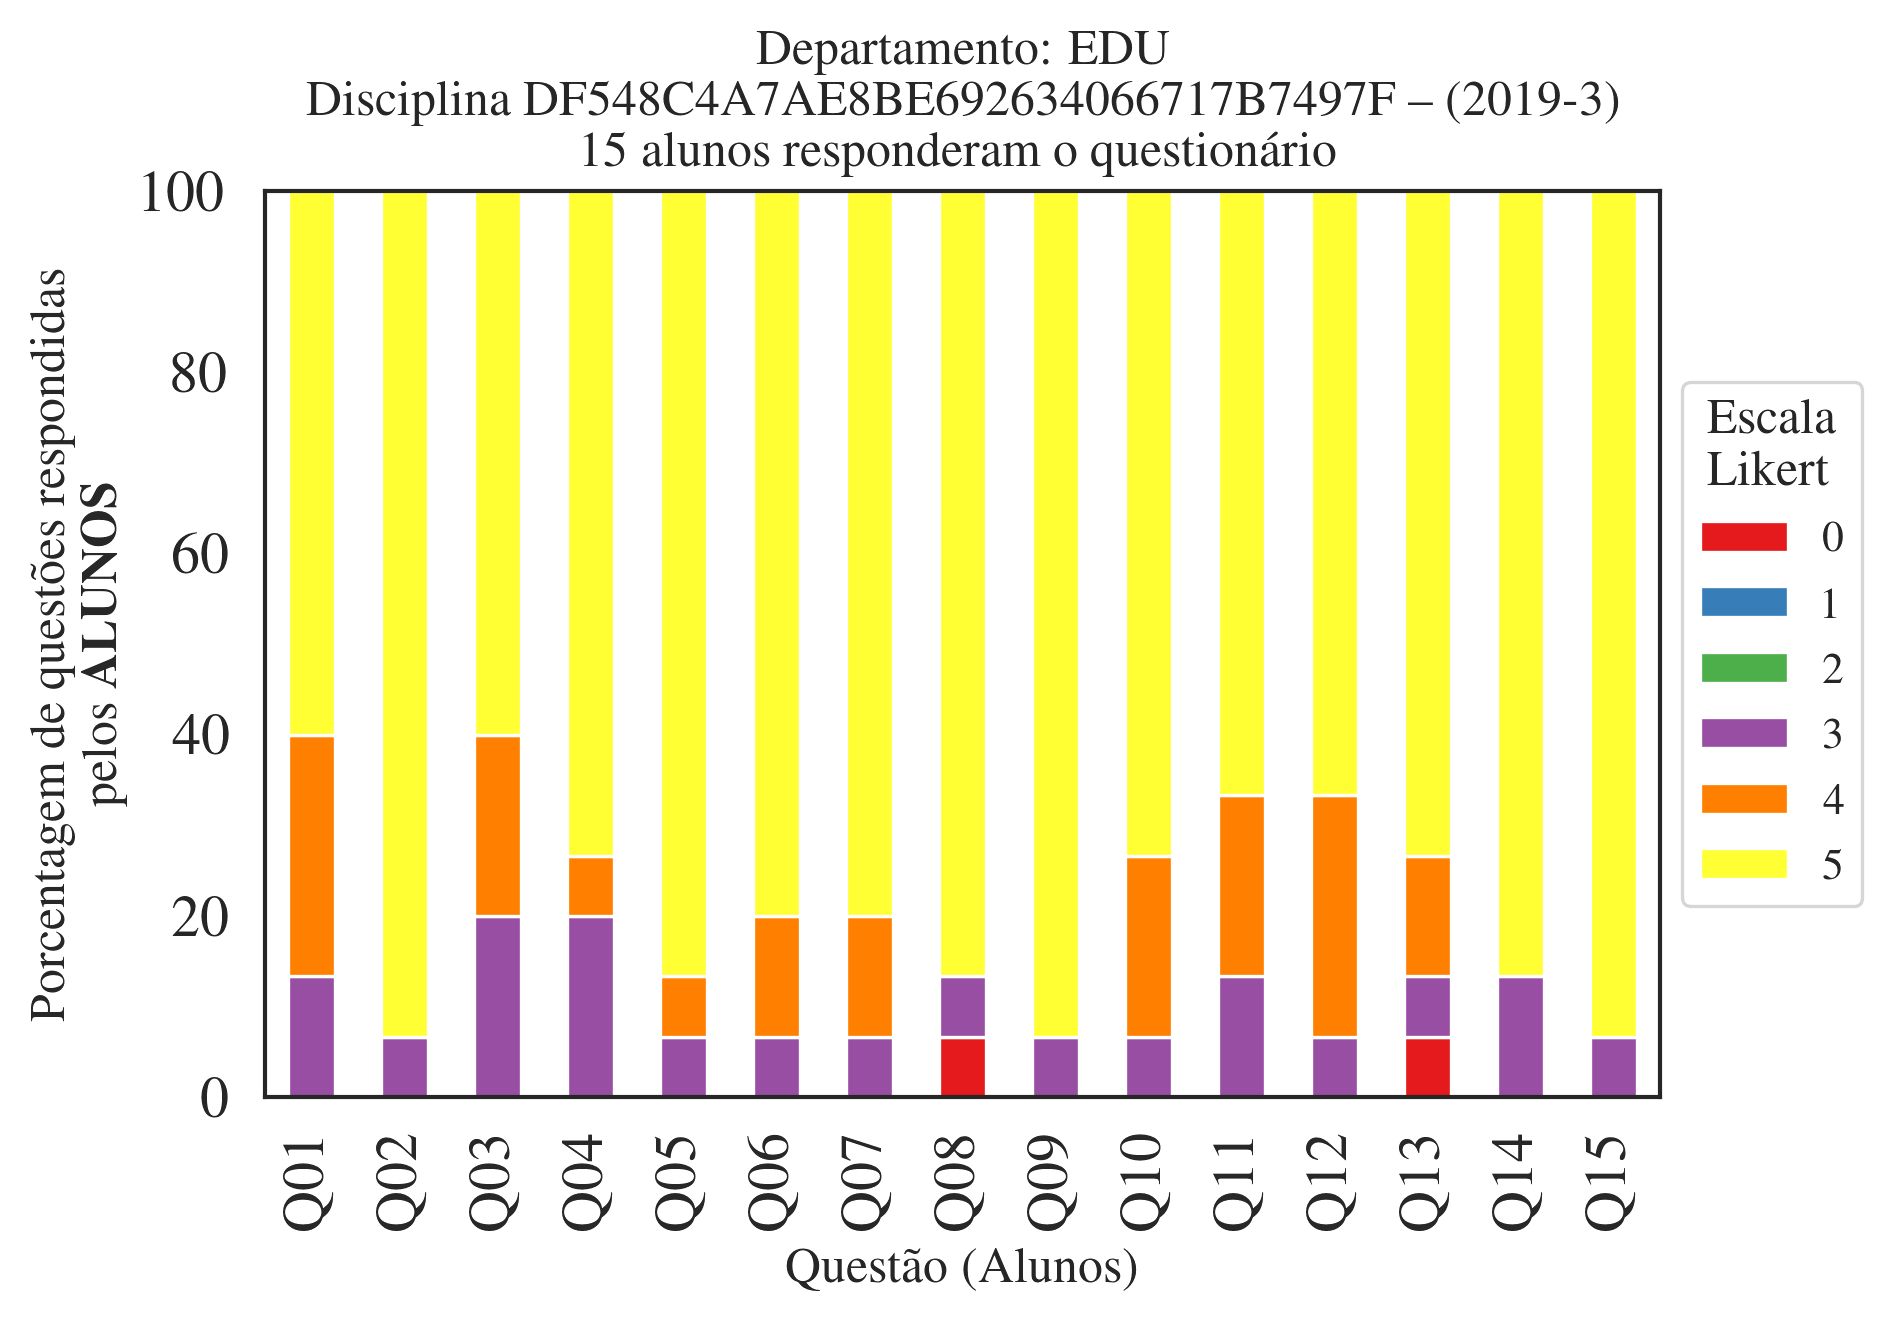 Departamento: EDU
Disciplina DF548C4A7AE8BE692634066717B7497F – (2019-3)
15 alunos responderam o questionário
Porcentagem de questões respondidas
pelos ALUNOS
100
80
60
40
20
0
Q01
Q02
Q03
Q04
Q05
Q06
Q07
Q08
Q09
Q10
Q11
Q12
Q13
Q14
Q15
Questão (Alunos)
Escala
Likert
0
1
2
3
4
5